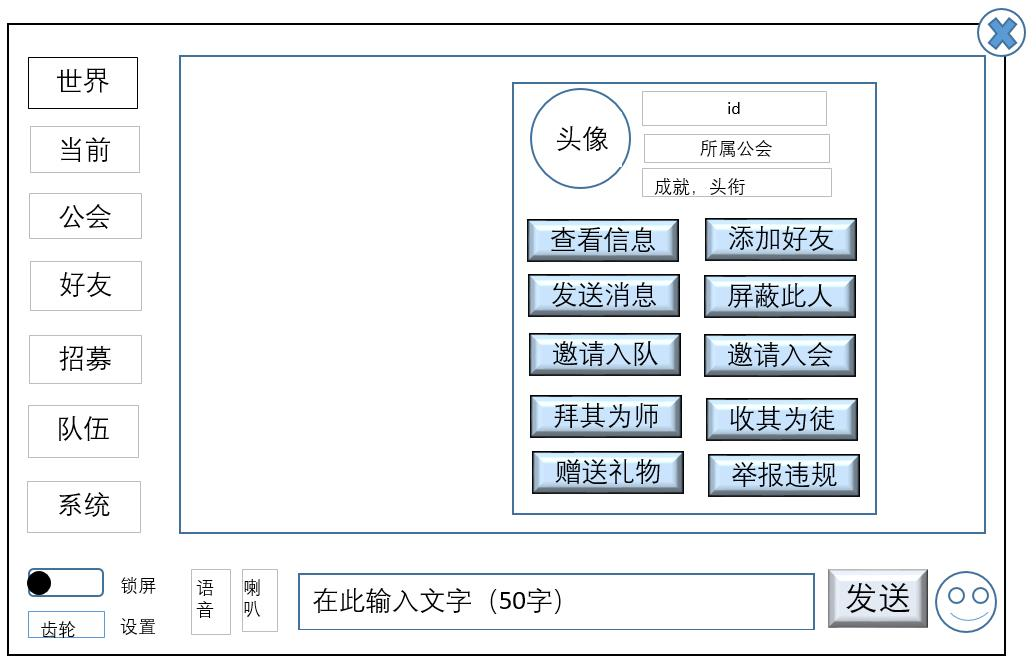 世界
当前
公会
好友
招募
队伍
系统
头像
id
所属公会
成就，头衔
查看信息
添加好友
发送消息
屏蔽此人
邀请入队
邀请入会
拜其为师
收其为徒
赠送礼物
举报违规
锁屏
齿轮
设置
语
音
喇
叭
在此输入文字（50字）
发送